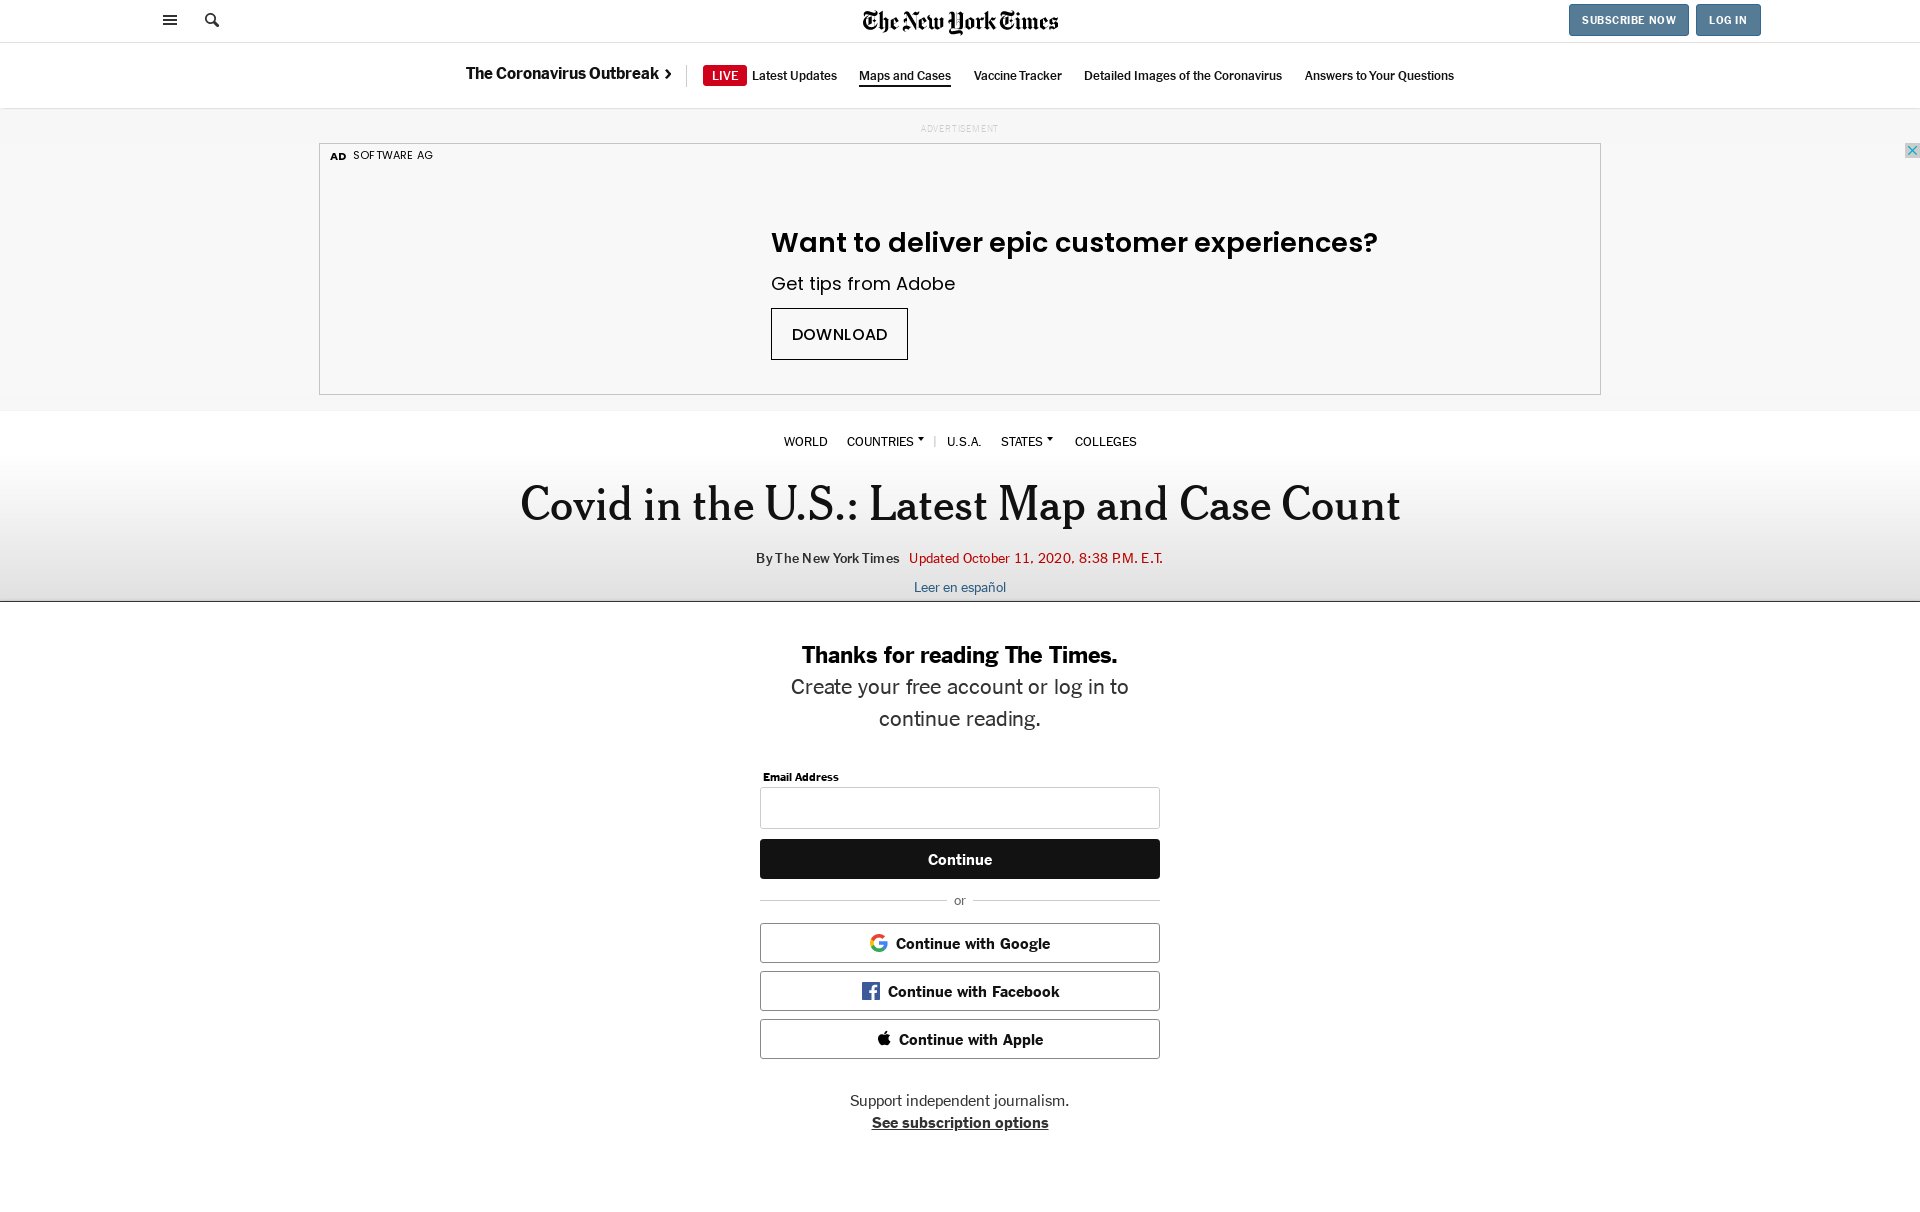 The New York Times
SUBSCRIBE NOW
LOG IN
The Coronavirus Outbreak
LIVE Latest Updates
Maps and Cases
Vaccine Tracker
Detailed Images of the Coronavirus
Answers to Your Questions
ADVERTISEMENT
AD SOFTWARE AG
Want to deliver epic customer experiences?
Get tips from Adobe
DOWNLOAD
WORLD COUNTRIES | U.S.A. STATES COLLEGES
Covid in the U.S.: Latest Map and Case Count
By The New York Times Updated October 11, 2020, 8:38 P.M. E.T.
Leer en español
Thanks for reading The Times.
Create your free account or log in to
continue reading.
Email Address
Continue
or
Continue with Google
Continue with Facebook
Continue with Apple
Support independent journalism.
See subscription options